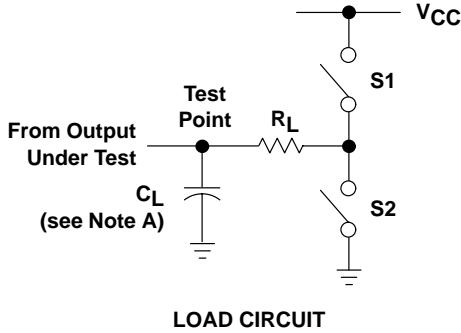 VCC
S1
Test
Point
RL
From Output
Under Test
CL
(see Note A)
S2
LOAD CIRCUIT